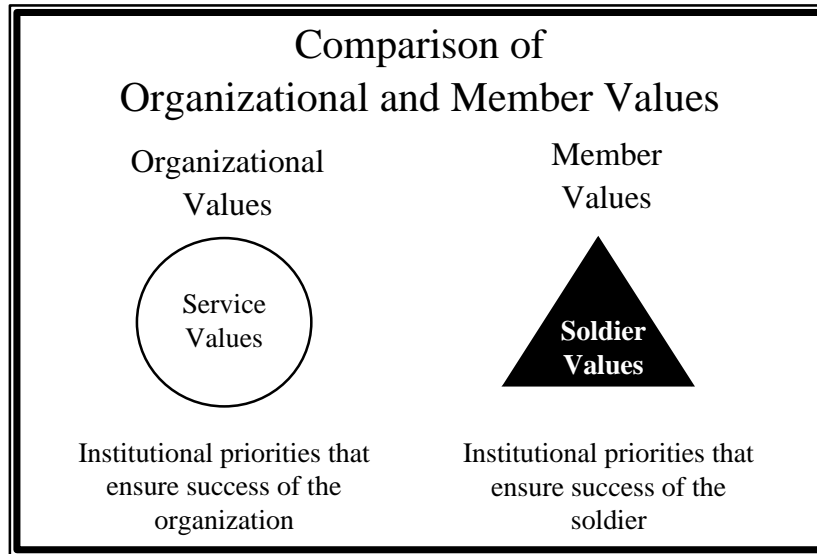 Comparison of
Organizational and Member Values
Organizational
Values
Service
Values
Institutional priorities that
ensure success of the
organization
Member
Values
Soldier
Values
Institutional priorities that
ensure success of the
soldier